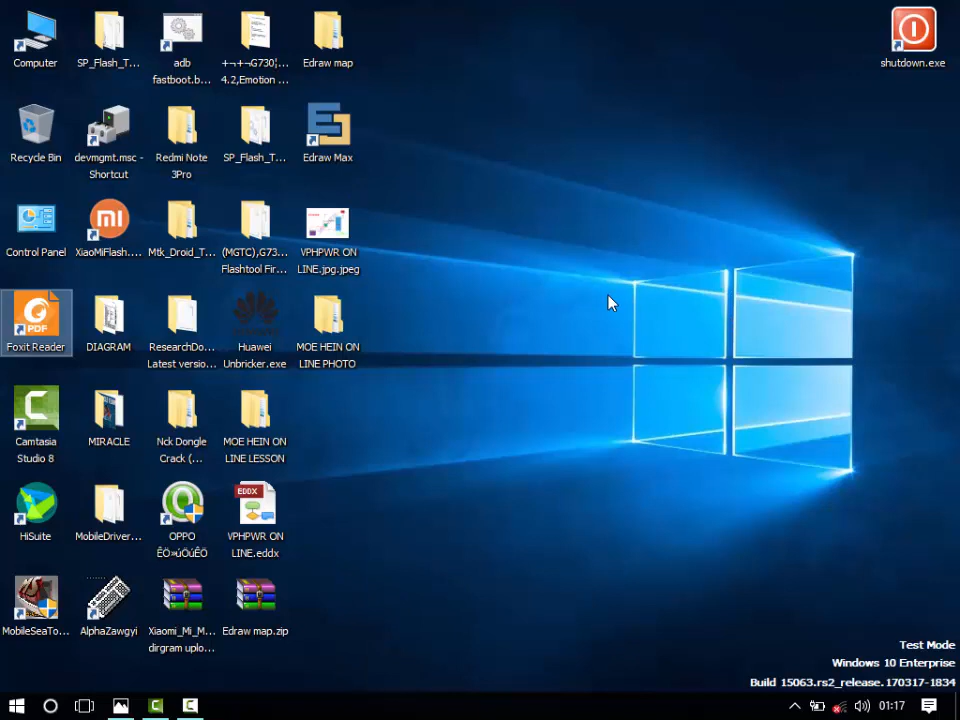 Computer
SP_Flash_T...
adb
fastboot.b...
+¬+¬G730¦...
4.2,Emotion ...
Edraw map
shutdown.exe
Recycle Bin
devmgmt.msc -
Shortcut
Redmi Note
3Pro
SP_Flash_T...
Edraw Max
Control Panel
XiaoMiFlash....
Mtk_Droid_T...
(MGTC),G73...
Flashtool Fir...
VPHPWR ON
LINE.jpg.jpeg
PDF
Foxit Reader
DIAGRAM
ResearchDo...
Latest versio...
Huawei
Unbricker.exe
MOE HEIN ON
LINE PHOTO
Camtasia
Studio 8
MIRACLE
Nck Dongle
Crack (...
MOE HEIN ON
LINE LESSON
HiSuite
MobileDriver...
OPPO
ÊÖ»úÖúÊÖ
EDDX
VPHPWR ON
LINE.eddx
MobileSeaTo...
AlphaZawgyi
Xiaomi_Mi_M...
dirgram uplo...
Edraw map.zip
Test Mode
Windows 10 Enterprise
Build 15063.rs2_release.170317-1834
01:17